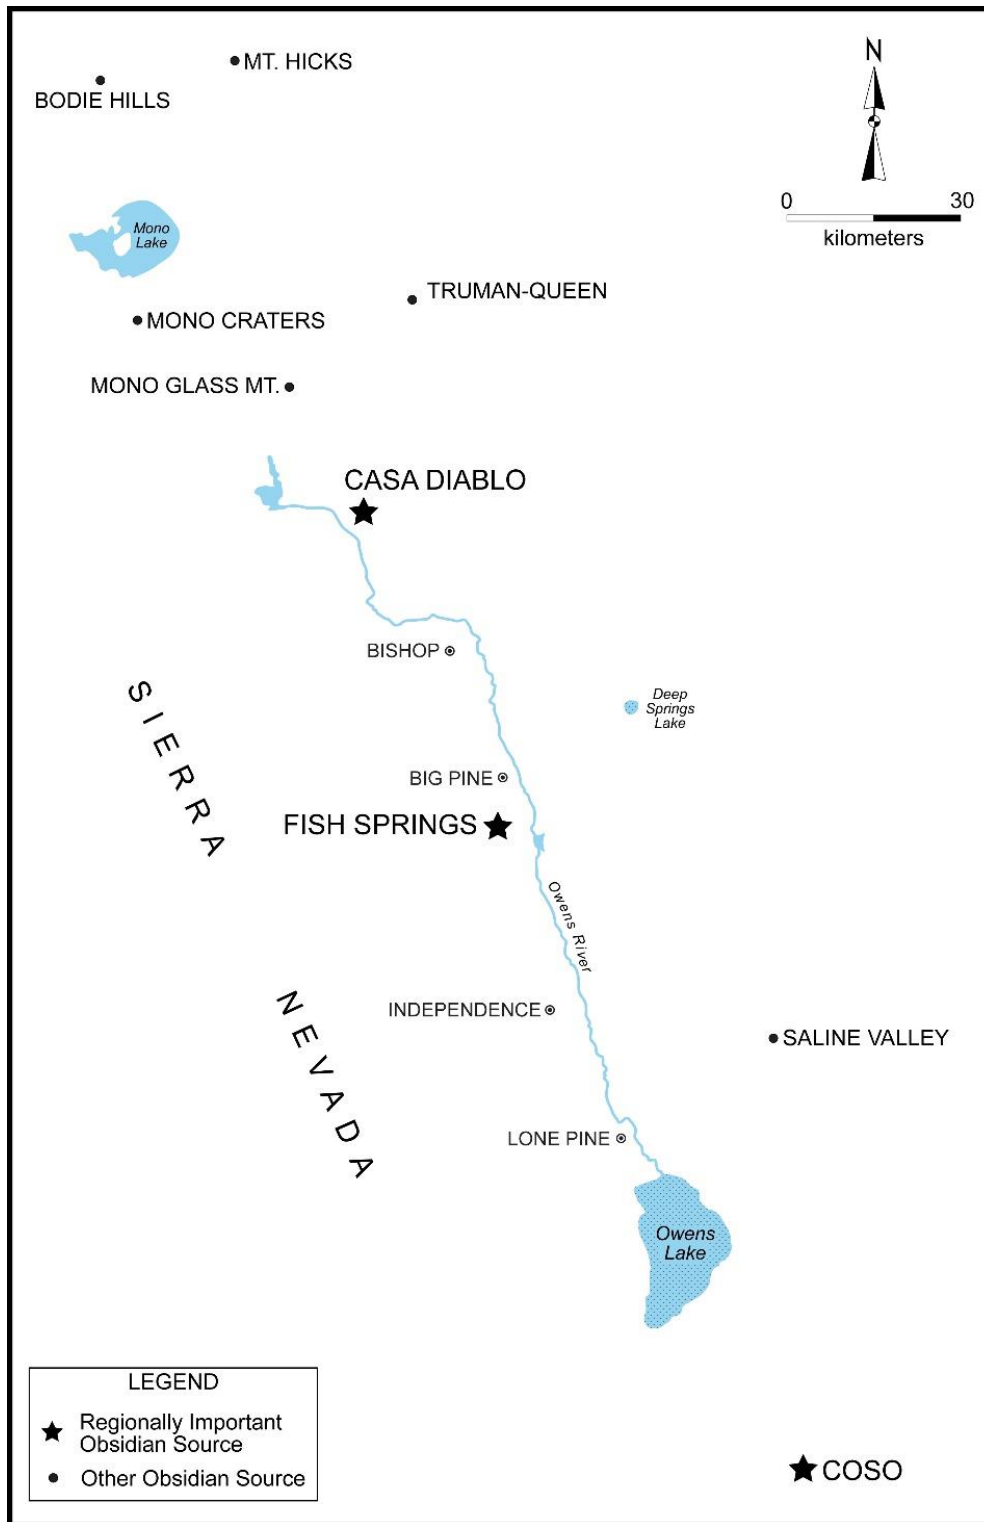 MT. HICKS
BODIE HILLS
N
0 30
kilometers
Mono
Lake
TRUMAN-QUEEN
MONO CRATERS
MONO GLASS MT.
CASA DIABLO
BISHOP
Deep
Springs
Lake
SIERRA
BIG PINE
FISH SPRINGS
Owens River
NEVADA
INDEPENDENCE
SALINE VALLEY
LONE PINE
Owens
Lake
LEGEND
Regionally Important
Obsidian Source
Other Obsidian Source
COSO